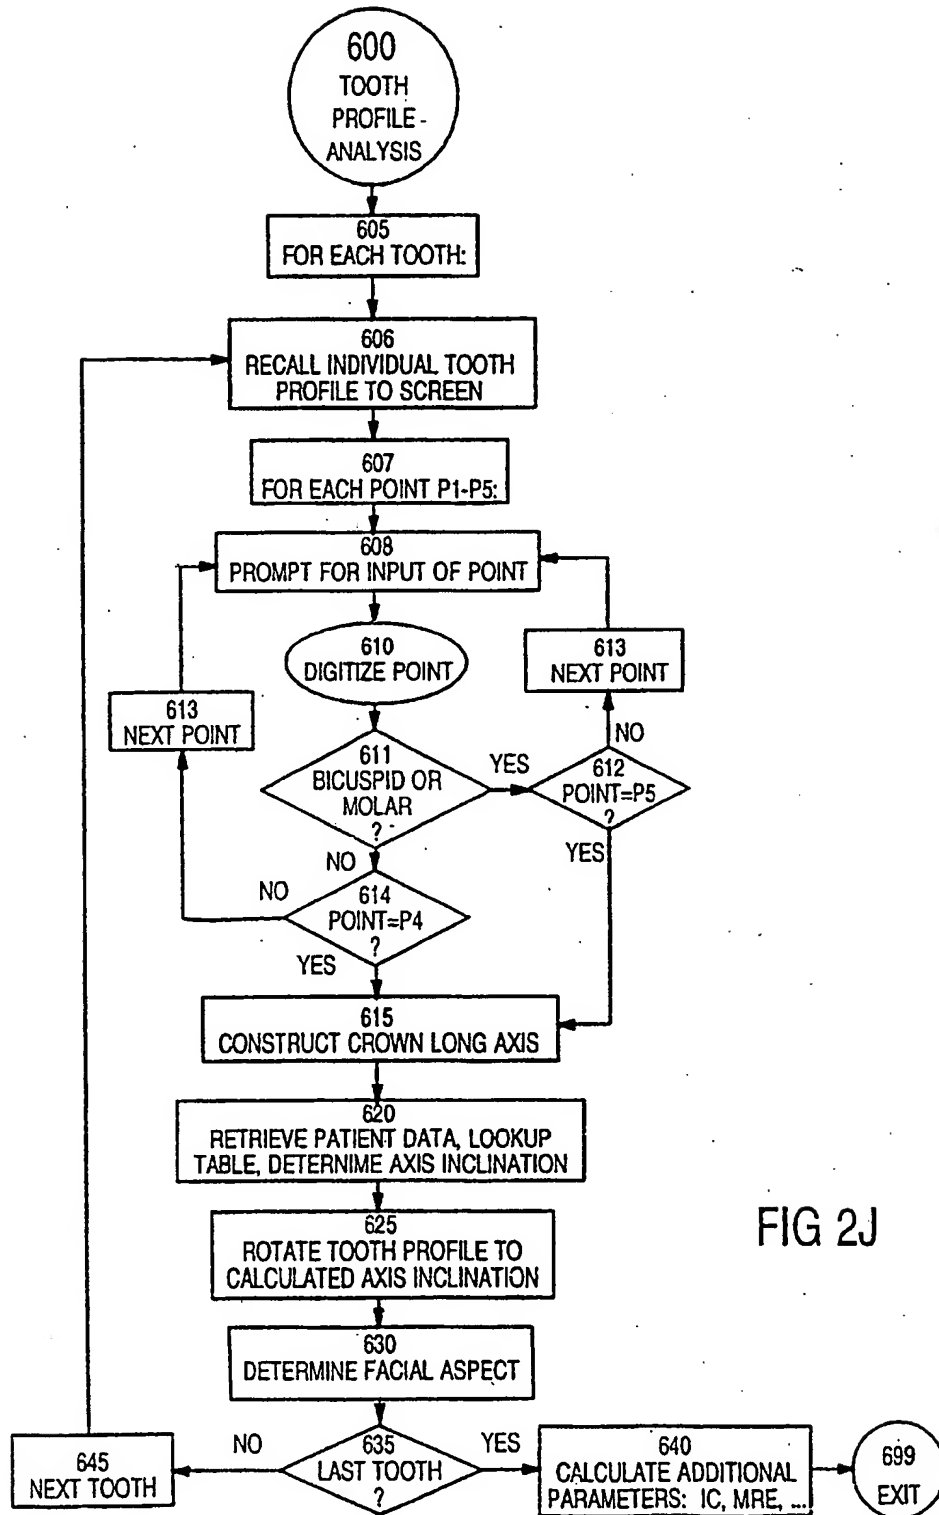 600
TOOTH
PROFILE-
ANALYSIS
605
FOR EACH TOOTH:
606
RECALL INDIVIDUAL TOOTH
PROFILE TO SCREEN
607
FOR EACH POINT P1-P5:
608
PROMPT FOR INPUT OF POINT
610
DIGITIZE POINT
613
NEXT POINT
613
NEXT POINT
611
BICUSPID OR
MOLAR
?
YES
NO
612
POINT=P5
?
NO
YES
614
POINT=P4
?
NO
YES
615
CONSTRUCT CROWN LONG AXIS
620
RETRIEVE PATIENT DATA, LOOKUP
TABLE, DETERNIME AXIS INCLINATION
625
ROTATE TOOTH PROFILE TO
CALCULATED AXIS INCLINATION
FIG 2J
630
DETERMINE FACIAL ASPECT
635
LAST TOOTH
?
NO
YES
645
NEXT TOOTH
640
CALCULATE ADDITIONAL
PARAMETERS: IC, MRE, ...
699
EXIT